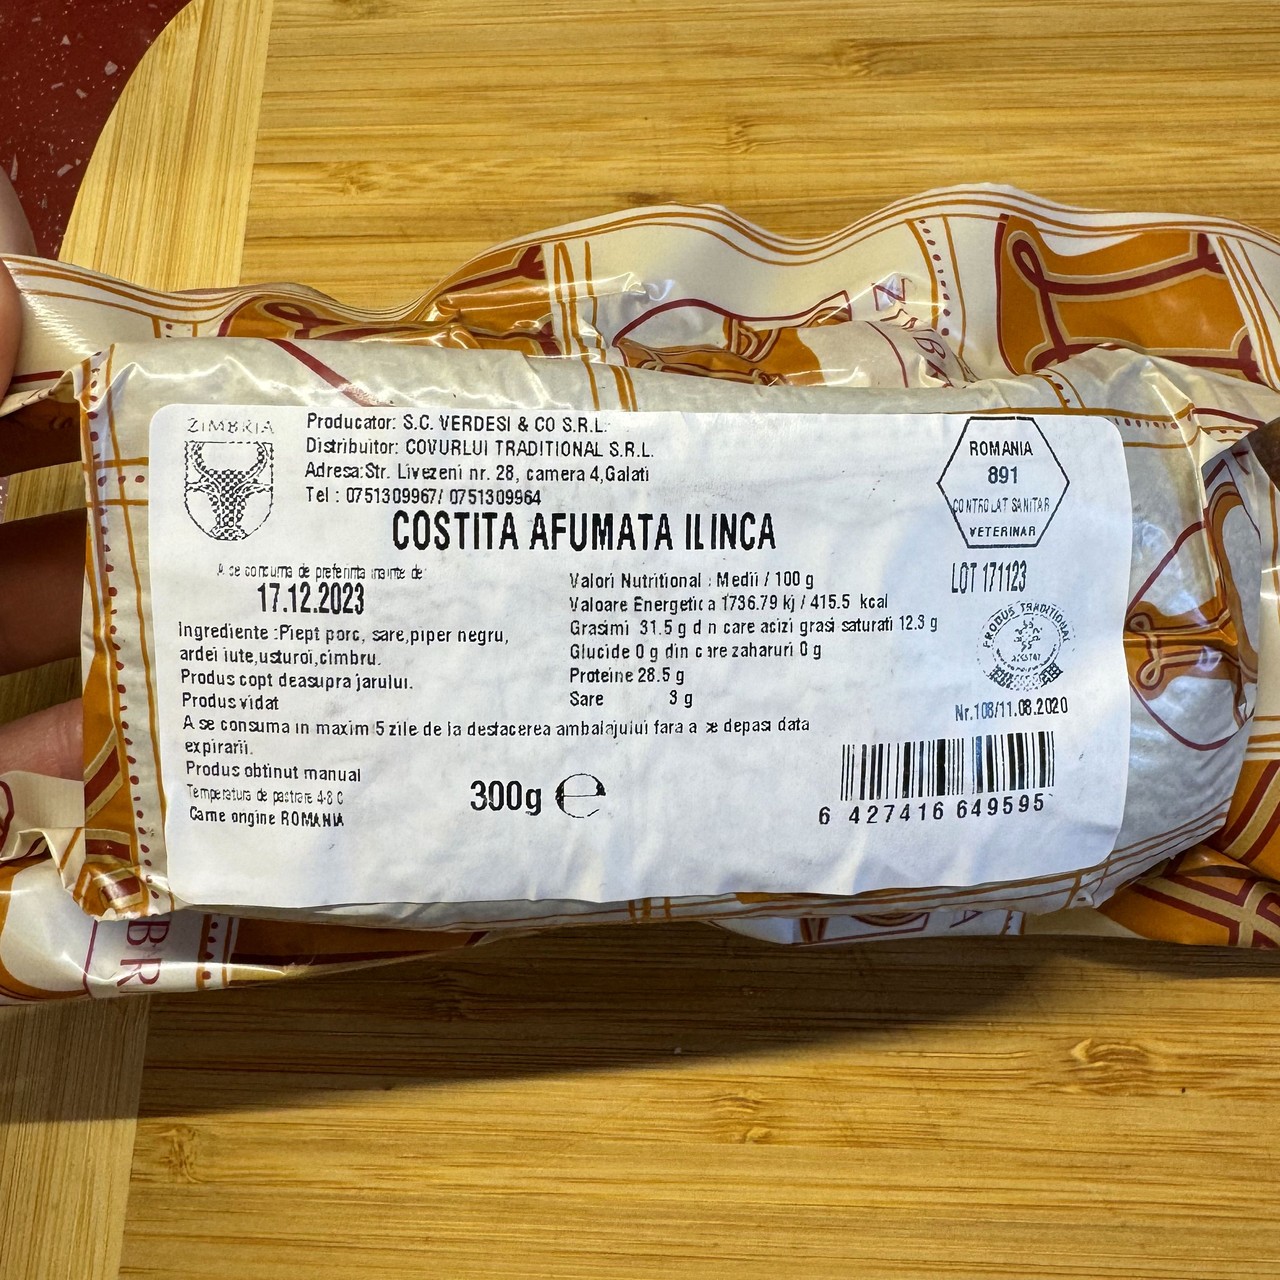 ZIMBRIA
Producator: S.C. VERDESI & CO S.R.L.
Distribuitor: COVURLUI TRADITIONAL S.R.L.
Adresa:Str. Livezeni nr. 28, camera 4,Galati
Tel : 0751309967/ 0751309964
ROMANIA
891
CONTROLAT SANITAR
VETERINAR
COSTITA AFUMATA ILINCA
A se consuma de preferinta inainte de
17.12.2023
LOT 171123
Ingrediente :Piept porc, sare,piper negru,
ardei iute,usturoi,cimbru.
Produs copt deasupra jarului.
Produs vidat
Valori Nutritional : Medii / 100 g
Valoare Energetica 1736.79 kj / 415.5 kcal
Grasimi 31.5 g din care acizi grasi saturati 12.3 g
Glucide 0 g din care zaharuri 0 g
Proteine 28.5 g
Sare 3 g
PRODUS TRADITIONAL
Nr.108/11.08.2020
A se consuma in maxim 5 zile de la desfacerea ambalajului fara a se depasi data
expirarii.
Produs obtinut manual
Temperatura de pastrare 4-8 C
Carne origine ROMANIA
300g e
6 427416 649595